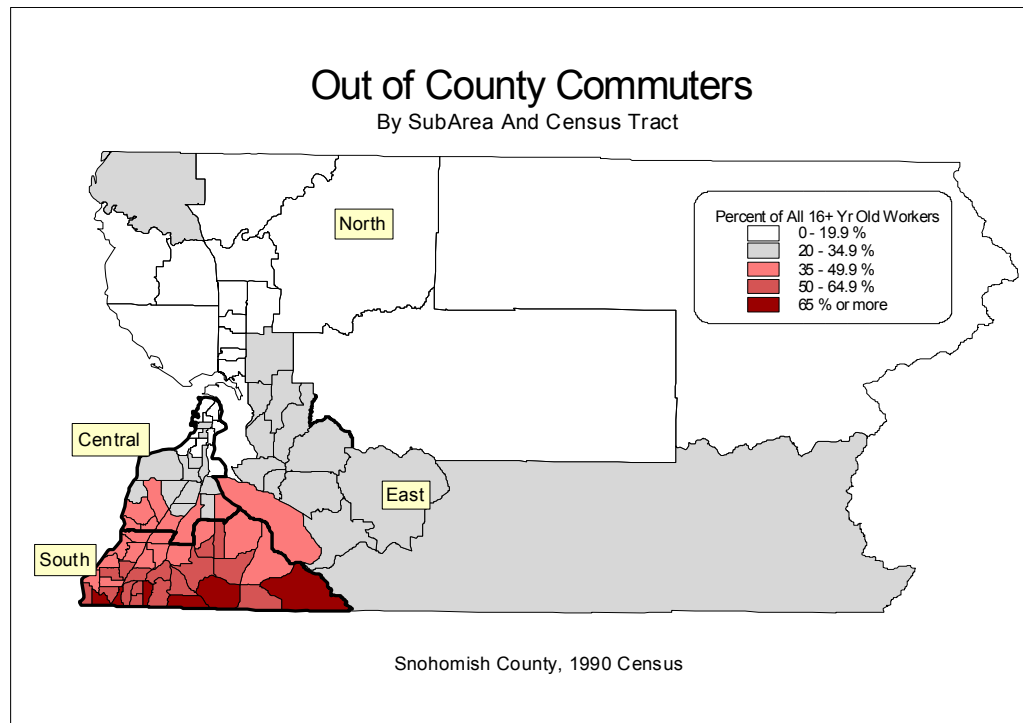 Out of County Commuters
By SubArea And Census Tract
North
Percent of All 16+ Yr Old Workers
0 - 19.9 %
20 - 34.9 %
35 - 49.9 %
50 - 64.9 %
65 % or more
Central
East
South
Snohomish County, 1990 Census